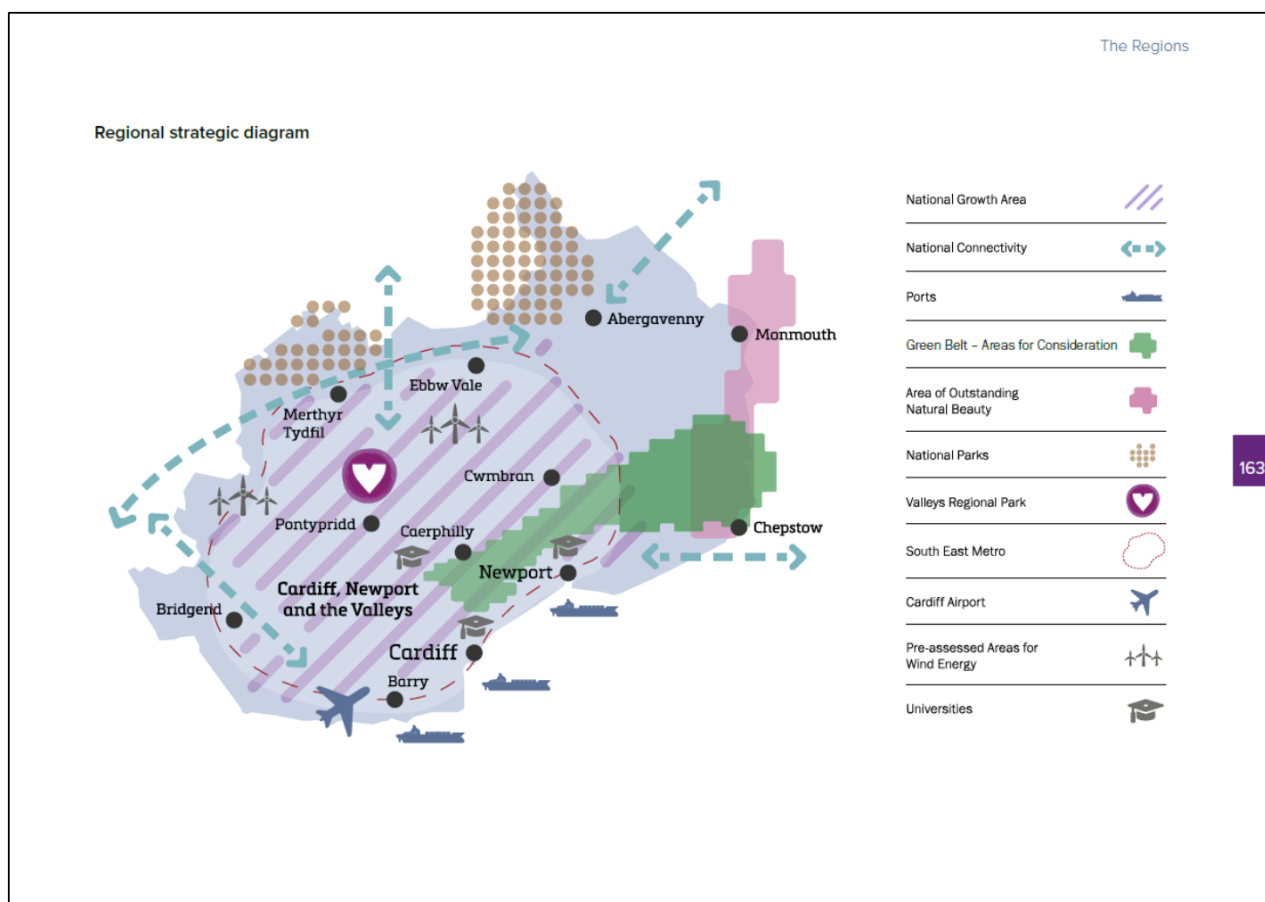 The Regions
Regional strategic diagram
Abergavenny
Monmouth
Ebbw Vale
Merthyr
Tydfil
Cwmbran
Pontypridd
Caerphilly
Chepstow
Newport
Cardiff, Newport
and the Valleys
Bridgend
Cardiff
Barry
National Growth Area
National Connectivity
Ports
Green Belt – Areas for Consideration
Area of Outstanding
Natural Beauty
National Parks
Valleys Regional Park
South East Metro
Cardiff Airport
Pre-assessed Areas for
Wind Energy
Universities
163